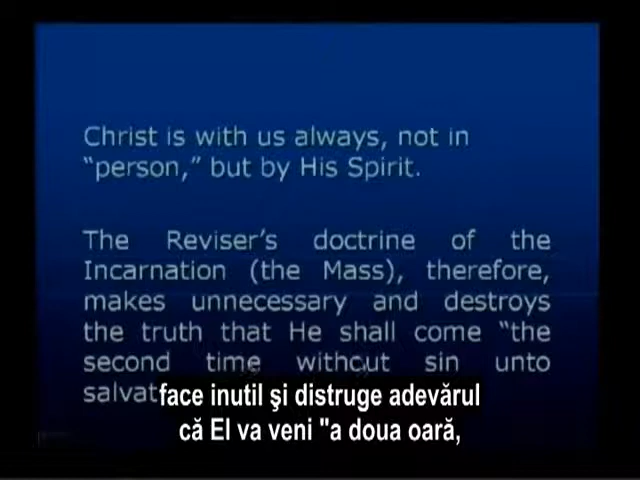 Christ is with us always, not in
“person,” but by His Spirit.
The Reviser's doctrine of the
Incarnation (the Mass), therefore,
makes unnecessary and destroys
the truth that He shall come “the
second time without sin unto
salvat
face inutil şi distruge adevărul
că El va veni "a doua oară,